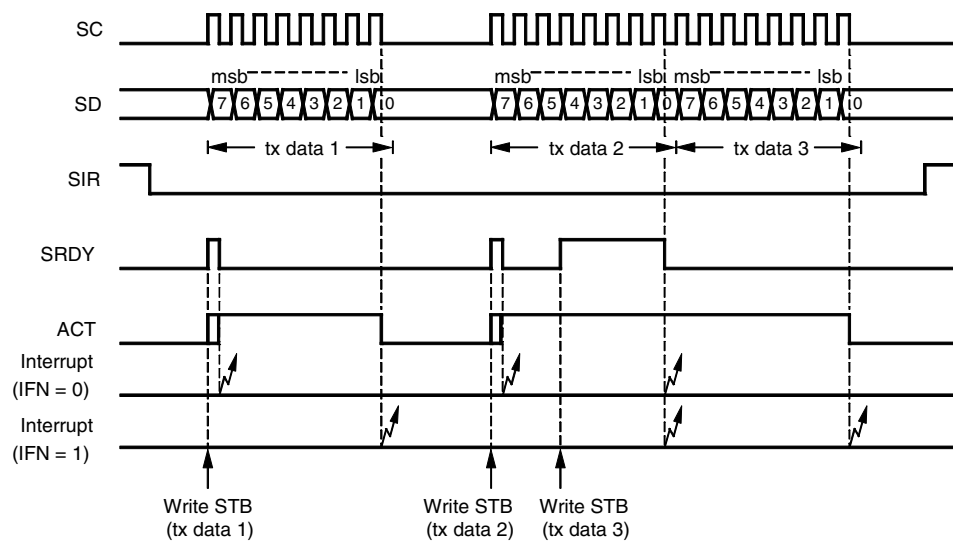 SC
msb lsb msb lsb
SD 7 6 5 4 3 2 1 0 7 6 5 4 3 2 1 0 7 6 5 4 3 2 1 0
tx data 1 tx data 2 tx data 3
SIR
SRDY
ACT
Interrupt
(IFN = 0)
Interrupt
(IFN = 1)
Write STB Write STB Write STB
(tx data 1) (tx data 2) (tx data 3)